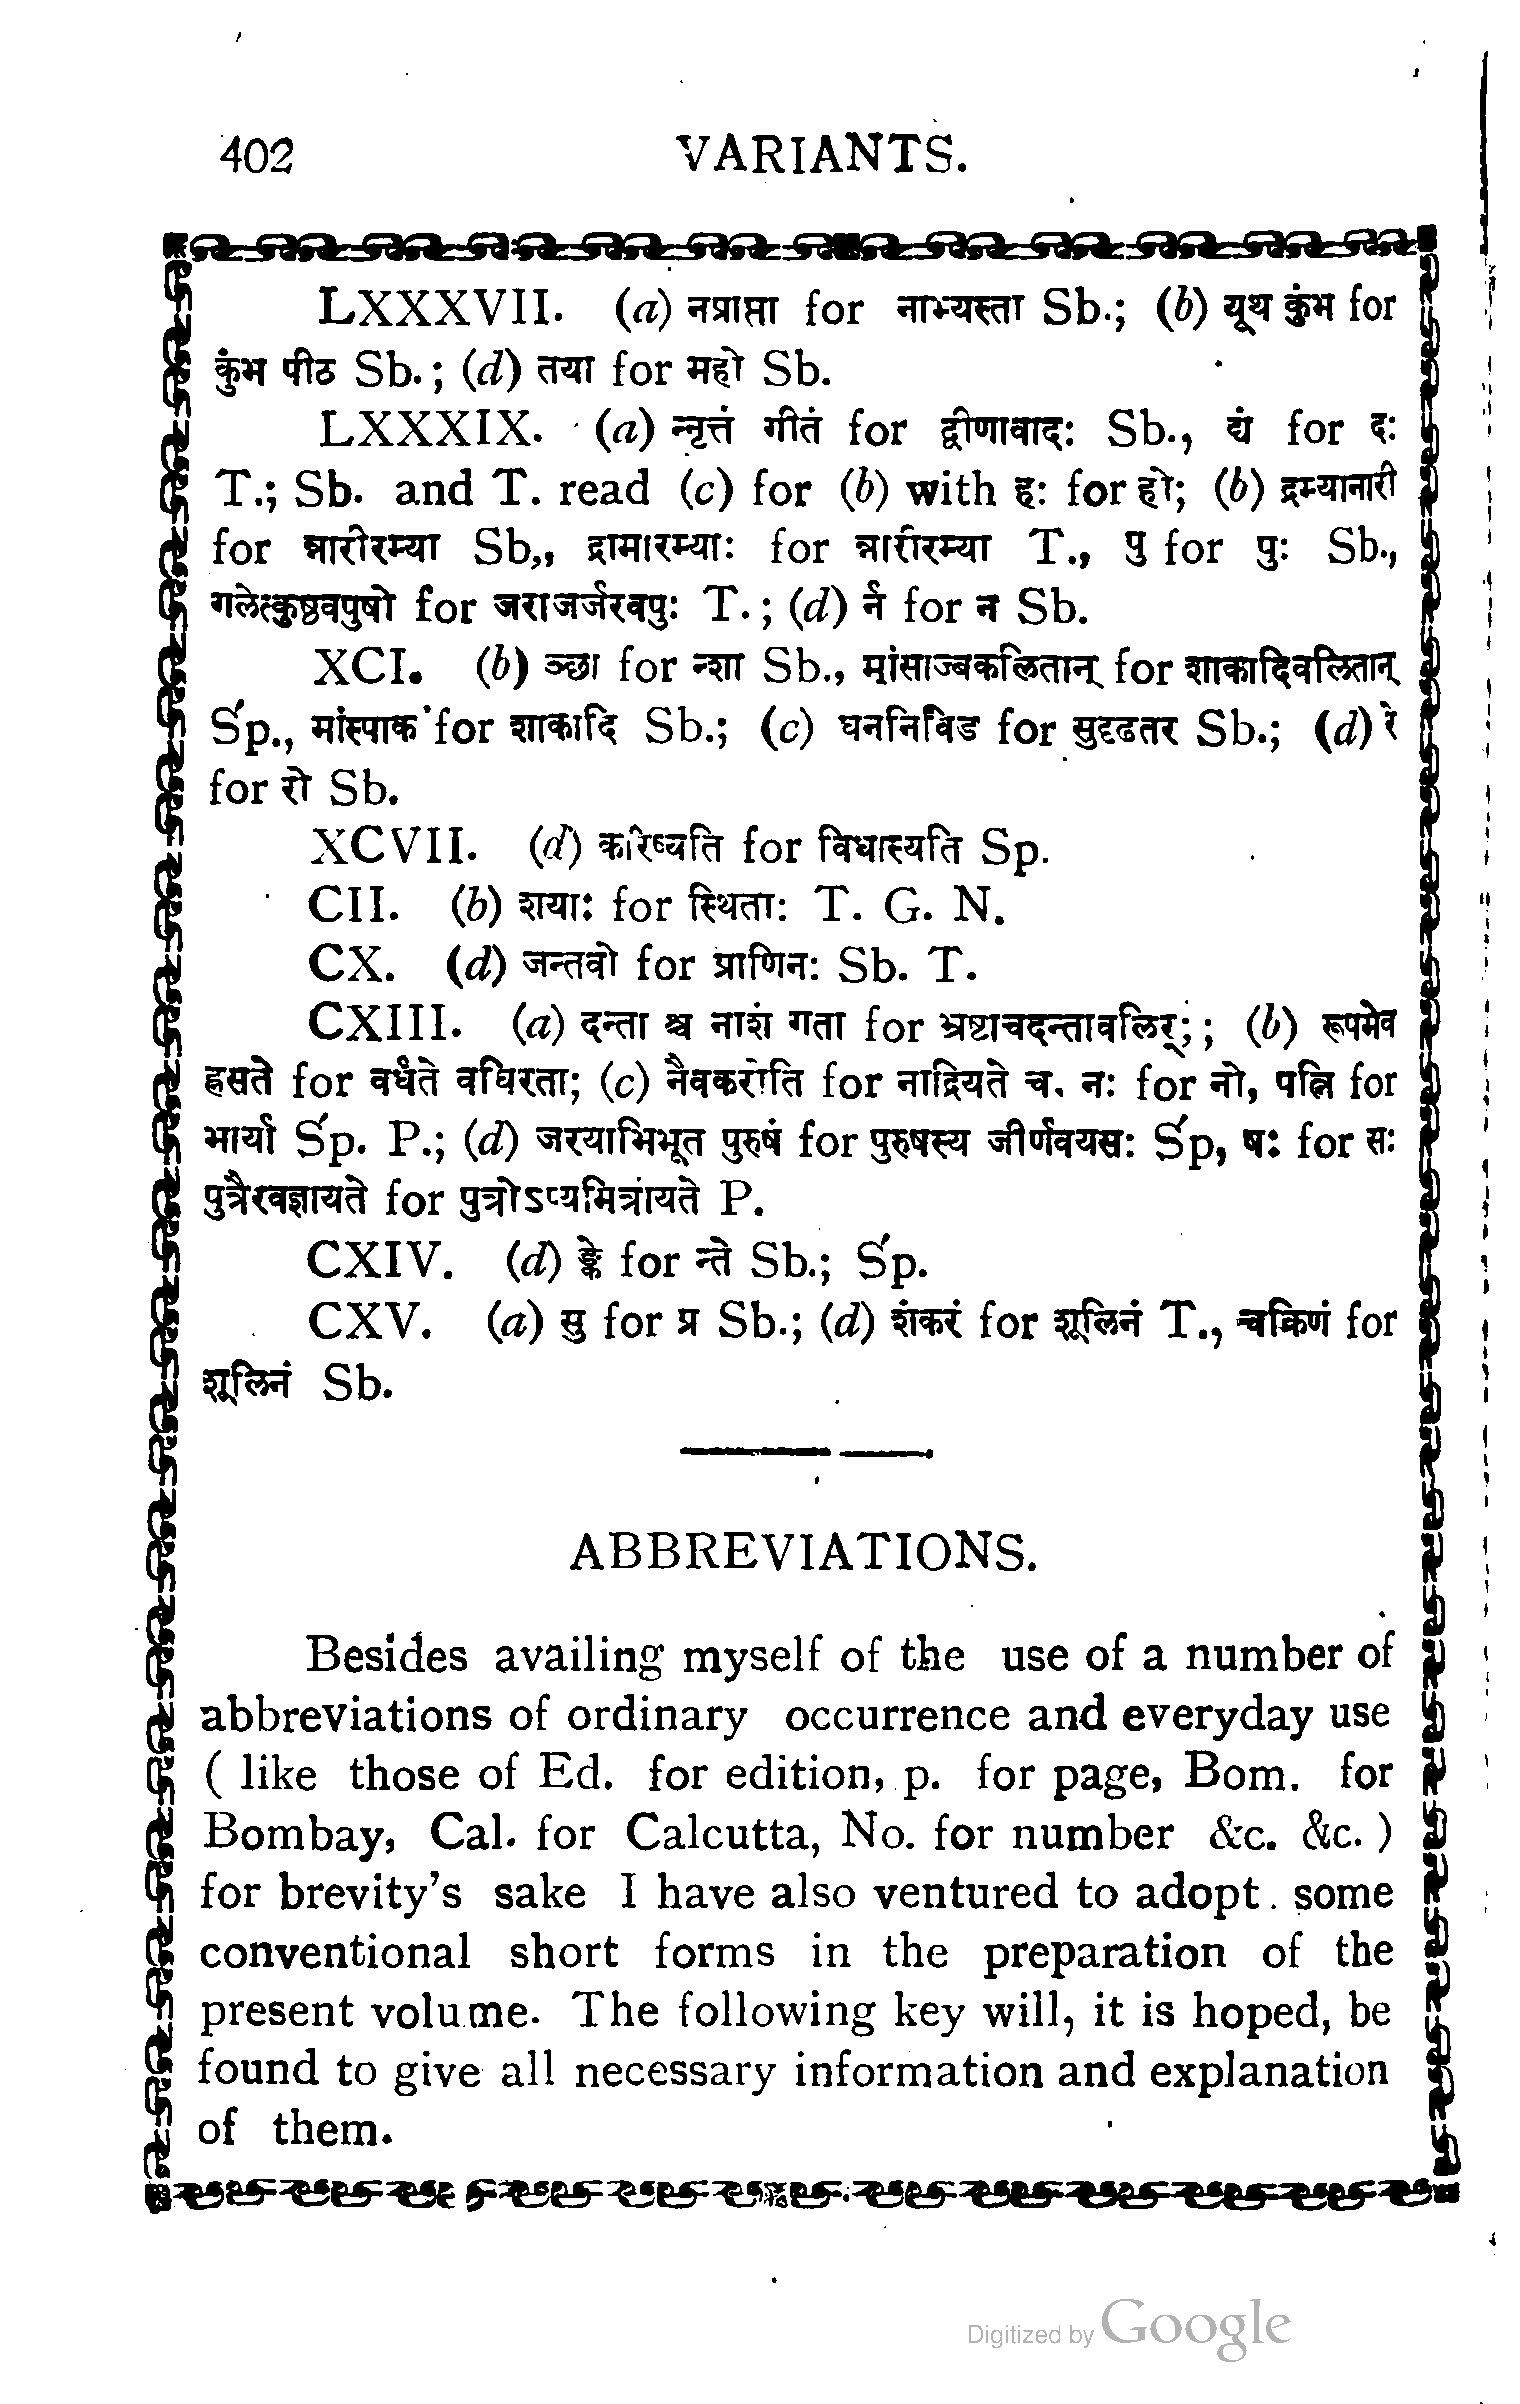 402 VARIANTS.
LXXXVII. (a) नप्राप्ता for नाभ्यस्ता Sb.; (b) यूथ कुंभ for
कुंभ पीठ Sb.; (d) तया for महो Sb.
LXXXIX. (a) न्नृत्तं गीतं for द्वीणावादः Sb., द्यं for दः
T.; Sb. and T. read (c) for (b) with हः for हो; (b) द्रम्यानारी
for न्नारीरम्या Sb,, द्रामारम्याः for न्नारीरम्या T., पु for पुः Sb.,
गलेत्कुष्ठवपुषो for जराजर्जरवपुः T.; (d) र्न for न Sb.
XCI. (b) ञ्छा for न्शा Sb., मांसाज्वकलितान् for शाकादिवलितान्
Śp., मांस्पाक for शाकादि Sb.; (c) घननिविड for सुदृढतर Sb.; (d) रे
for रो Sb.
XCVII. (d) करिष्यति for विधास्यति Sp.
CII. (b) शयाः for स्थिताः T. G. N.
CX. (d) जन्तवो for प्राणिनः Sb. T.
CXIII. (a) दन्ता श्च नाशं गता for भ्रष्टाचदन्तावलिर्;; (b) रूपमेव
ह्रसते for वर्धते वधिरता; (c) नैवकरोति for नाद्रियते च. नः for नो, पत्नि for
भार्या Śp. P.; (d) जरयाभिभूत पुरुषं for पुरुषस्य जीर्णवयसः Śp, षः for सः
पुत्रैरवज्ञायते for पुत्रोऽप्यमित्रायते P.
CXIV. (d) ङ्के for न्ते Sb.; Śp.
CXV. (a) सु for प्र Sb.; (d) शंकरं for शूलिनं T., चक्रिणं for
शूलिनं Sb.
ABBREVIATIONS.
Besides availing myself of the use of a number of
abbreviations of ordinary occurrence and everyday use
( like those of Ed. for edition, p. for page, Bom. for
Bombay, Cal. for Calcutta, No. for number &c. &c. )
for brevity's sake I have also ventured to adopt some
conventional short forms in the preparation of the
present volume. The following key will, it is hoped, be
found to give all necessary information and explanation
of them.
Digitized by Google